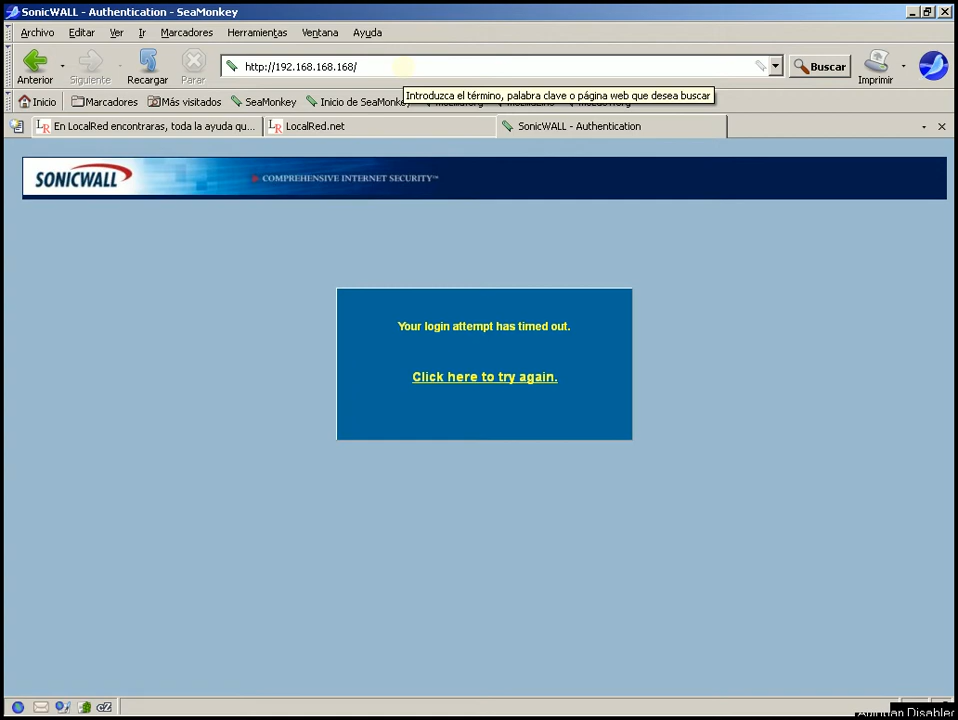 SonicWALL - Authentication - SeaMonkey
Archivo Editar Ver Ir Marcadores Herramientas Ventana Ayuda
Anterior Siguiente Recargar Parar http://192.168.168.168/ Buscar Imprimir
Introduzca el término, palabra clave o página web que desea buscar
Inicio Marcadores Más visitados SeaMonkey Inicio de SeaMonkey
En LocalRed encontraras, toda la ayuda qu... LocalRed.net SonicWALL - Authentication
SONICWALL COMPREHENSIVE INTERNET SECURITY™
Your login attempt has timed out.
Click here to try again.
Disabler